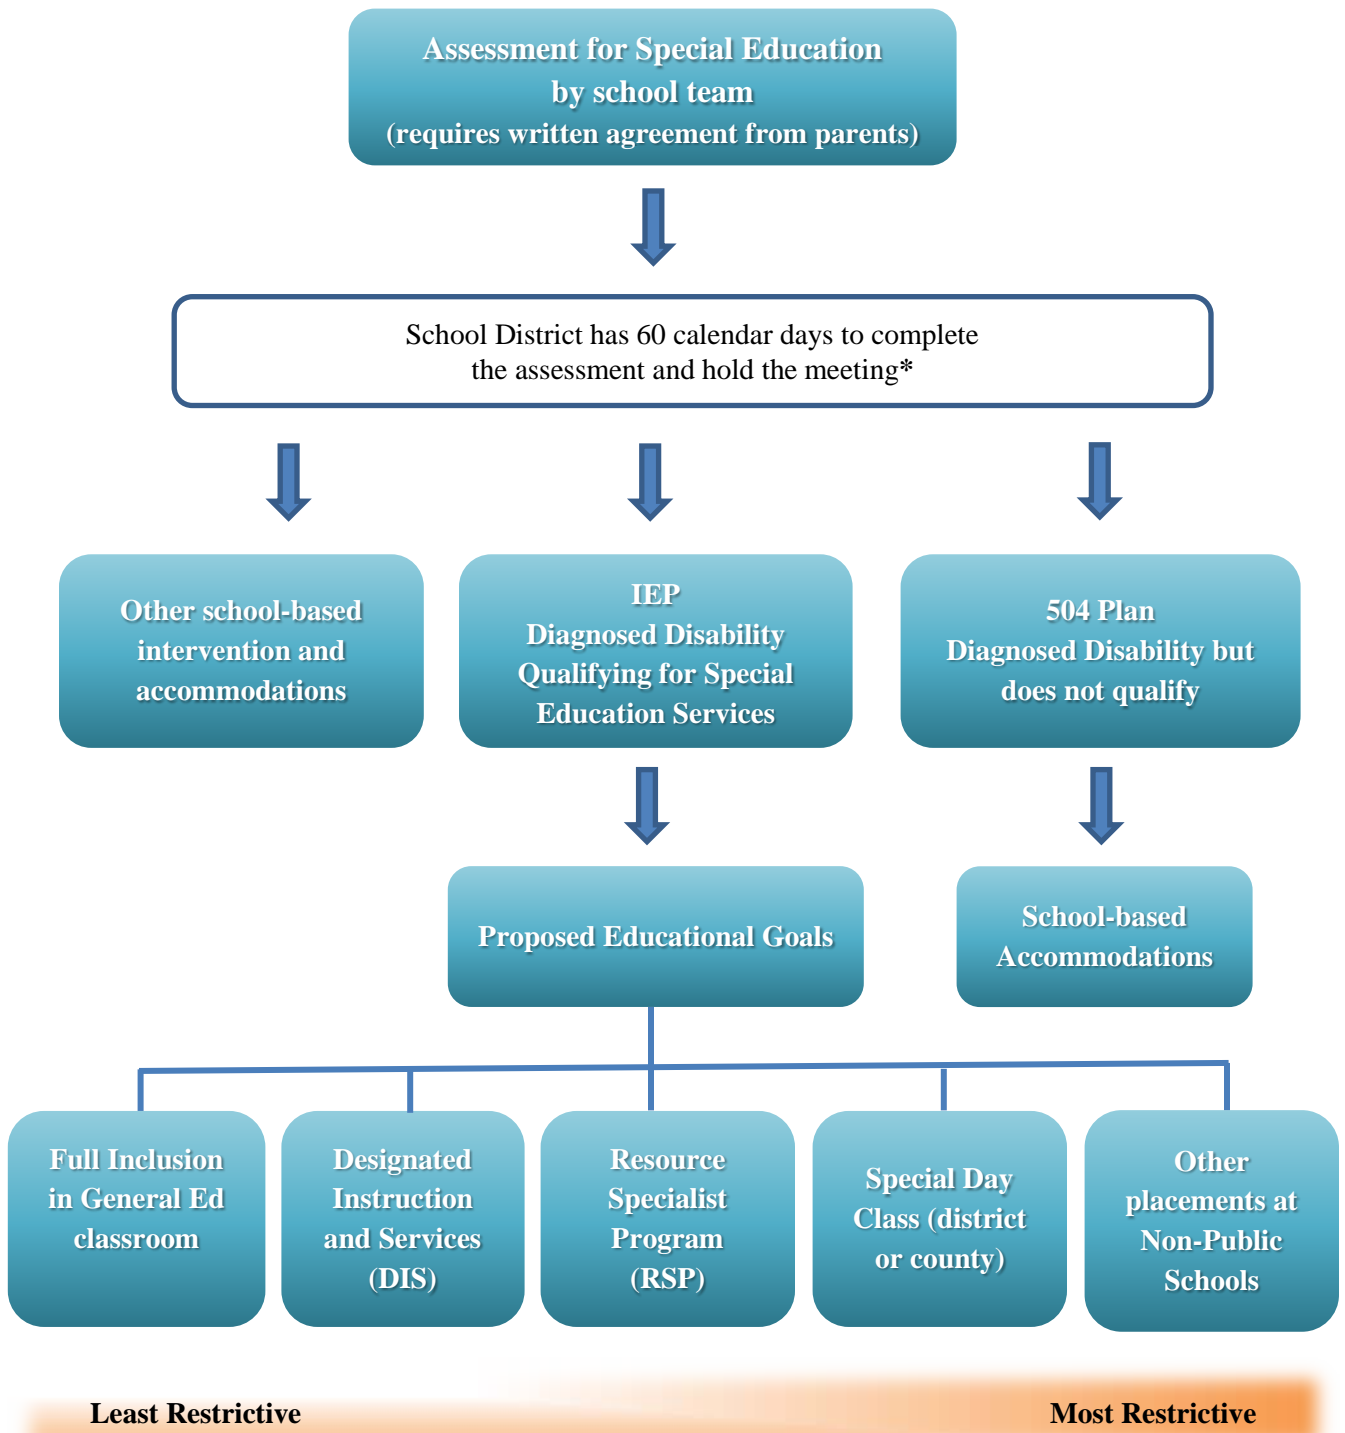 Assessment for Special Education
by school team
(requires written agreement from parents)
School District has 60 calendar days to complete
the assessment and hold the meeting*
Other school-based
intervention and
accommodations
IEP
Diagnosed Disability
Qualifying for Special
Education Services
504 Plan
Diagnosed Disability but
does not qualify
Proposed Educational Goals
School-based
Accommodations
Full Inclusion
in General Ed
classroom
Designated
Instruction
and Services
(DIS)
Resource
Specialist
Program
(RSP)
Special Day
Class (district
or county)
Other
placements at
Non-Public
Schools
Least Restrictive
Most Restrictive